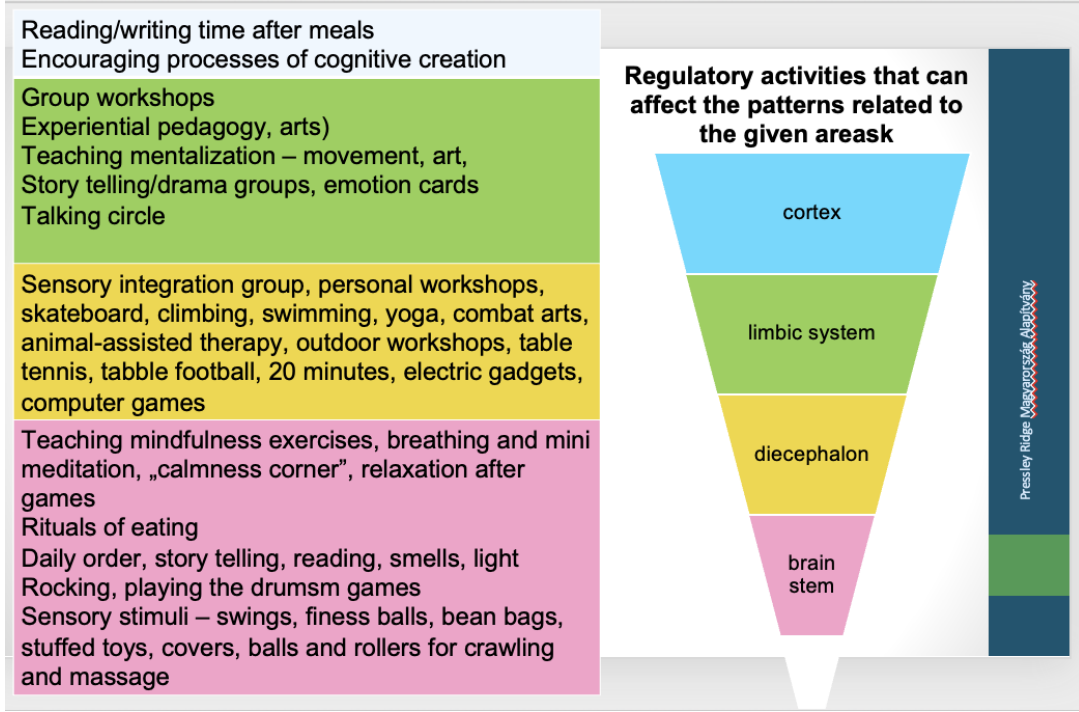 Reading/writing time after meals
Encouraging processes of cognitive creation
Group workshops
Experiential pedagogy, arts)
Teaching mentalization – movement, art,
Story telling/drama groups, emotion cards
Talking circle
Sensory integration group, personal workshops,
skateboard, climbing, swimming, yoga, combat arts,
animal-assisted therapy, outdoor workshops, table
tennis, tabble football, 20 minutes, electric gadgets,
computer games
Teaching mindfulness exercises, breathing and mini
meditation, „calmness corner”, relaxation after
games
Rituals of eating
Daily order, story telling, reading, smells, light
Rocking, playing the drumsm games
Sensory stimuli – swings, finess balls, bean bags,
stuffed toys, covers, balls and rollers for crawling
and massage
Regulatory activities that can
affect the patterns related to
the given areask
cortex
limbic system
diecephalon
brain
stem
Pressley Ridge Magyarország Alapítvány